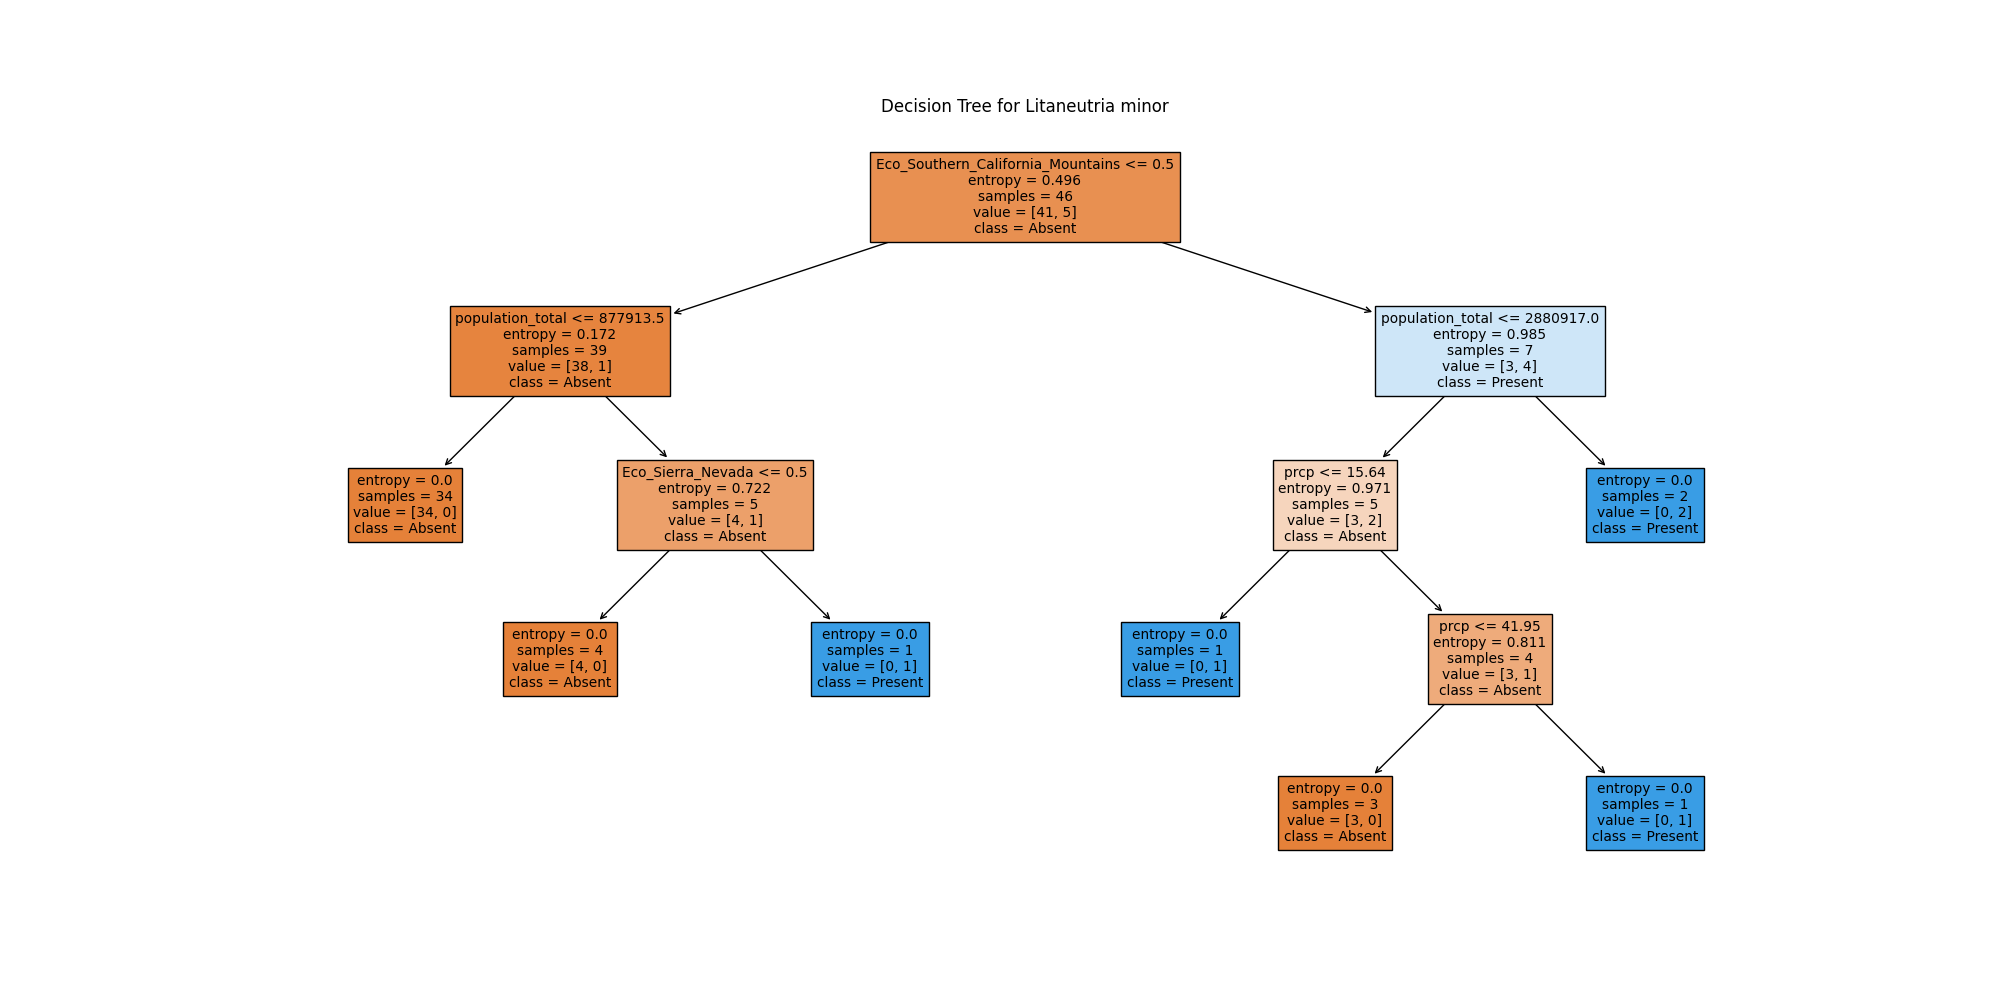 Decision Tree for Litaneutria minor
Eco_Southern_California_Mountains <= 0.5
entropy = 0.496
samples = 46
value = [41, 5]
class = Absent
population_total <= 877913.5
entropy = 0.172
samples = 39
value = [38, 1]
class = Absent
population_total <= 2880917.0
entropy = 0.985
samples = 7
value = [3, 4]
class = Present
entropy = 0.0
samples = 34
value = [34, 0]
class = Absent
Eco_Sierra_Nevada <= 0.5
entropy = 0.722
samples = 5
value = [4, 1]
class = Absent
prcp <= 15.64
entropy = 0.971
samples = 5
value = [3, 2]
class = Absent
entropy = 0.0
samples = 2
value = [0, 2]
class = Present
entropy = 0.0
samples = 4
value = [4, 0]
class = Absent
entropy = 0.0
samples = 1
value = [0, 1]
class = Present
entropy = 0.0
samples = 1
value = [0, 1]
class = Present
prcp <= 41.95
entropy = 0.811
samples = 4
value = [3, 1]
class = Absent
entropy = 0.0
samples = 3
value = [3, 0]
class = Absent
entropy = 0.0
samples = 1
value = [0, 1]
class = Present